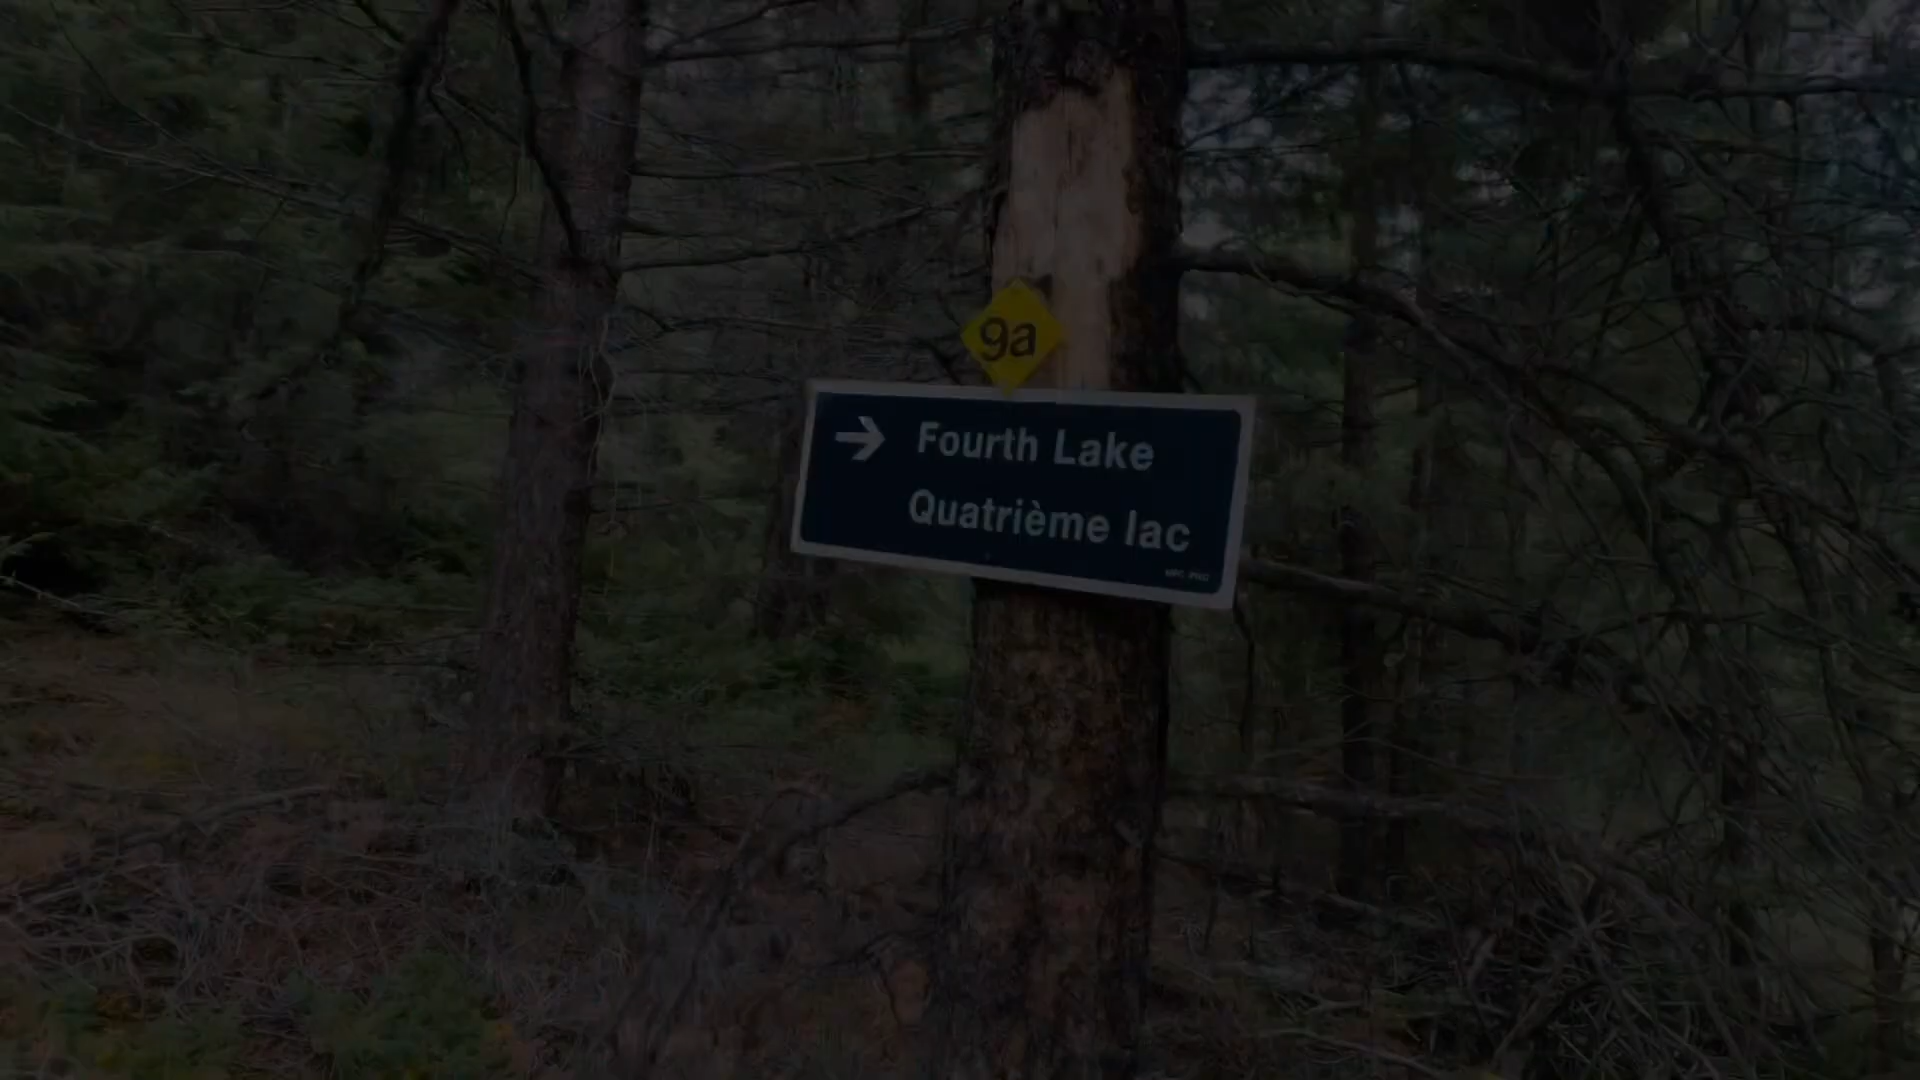 9a
→ Fourth Lake
Quatrième lac